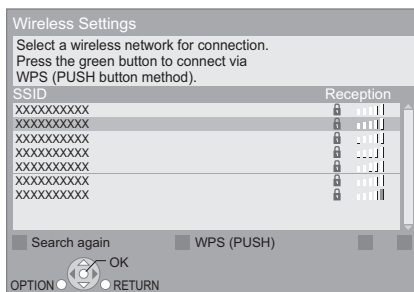 Wireless Settings
Select a wireless network for connection.
Press the green button to connect via
WPS (PUSH button method).
SSID Reception
XXXXXXXXXX
XXXXXXXXXX
XXXXXXXXXX
XXXXXXXXXX
XXXXXXXXXX
XXXXXXXXXX
XXXXXXXXXX
Search again WPS (PUSH)
OK
OPTION RETURN